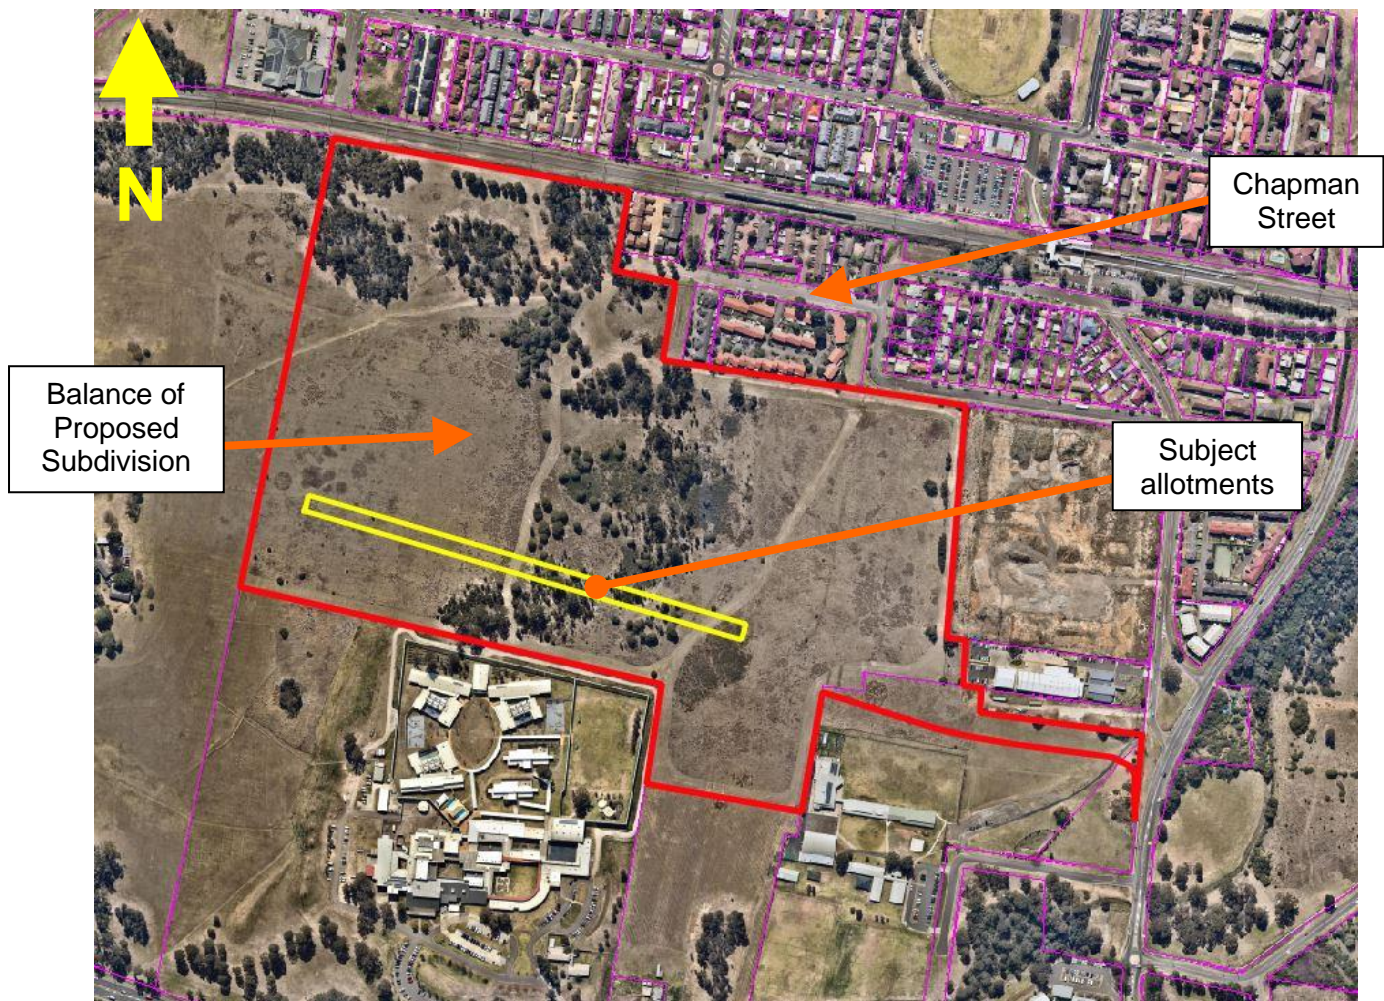 N
Chapman
Street
Balance of
Proposed
Subdivision
Subject
allotments